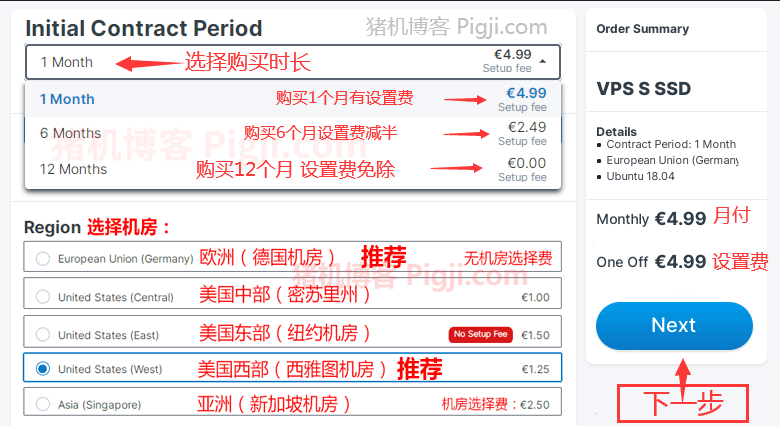 Initial Contract Period
猪机博客 Pigji.com
1 Month
选择购买时长
€4.99
Setup fee
1 Month
购买1个月有设置费
€4.99
Setup fee
6 Months
购买6个月设置费减半
€2.49
Setup fee
12 Months
购买12个月 设置费免除
€0.00
Setup fee
猪机博客 Pigji.com
Region 选择机房：
European Union (Germany) 欧洲（德国机房） 推荐 无机房选择费
猪机博客 Pigji.com
United States (Central) 美国中部（密苏里州） €1.00
United States (East) 美国东部（纽约机房） No Setup Fee €1.50
United States (West) 美国西部（西雅图机房） 推荐 €1.25
Asia (Singapore) 亚洲（新加坡机房） 机房选择费：€2.50
Order Summary
VPS S SSD
Details
Contract Period: 1 Month
European Union (Germany
Ubuntu 18.04
Monthly €4.99 月付
One Off €4.99 设置费
Next
下一步